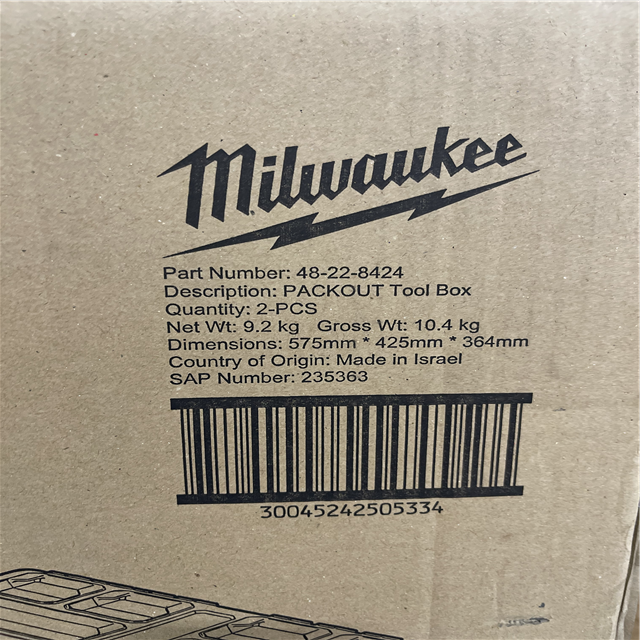 Milwaukee
Part Number: 48-22-8424
Description: PACKOUT Tool Box
Quantity: 2-PCS
Net Wt: 9.2 kg Gross Wt: 10.4 kg
Dimensions: 575mm * 425mm * 364mm
Country of Origin: Made in Israel
SAP Number: 235363
30045242505334